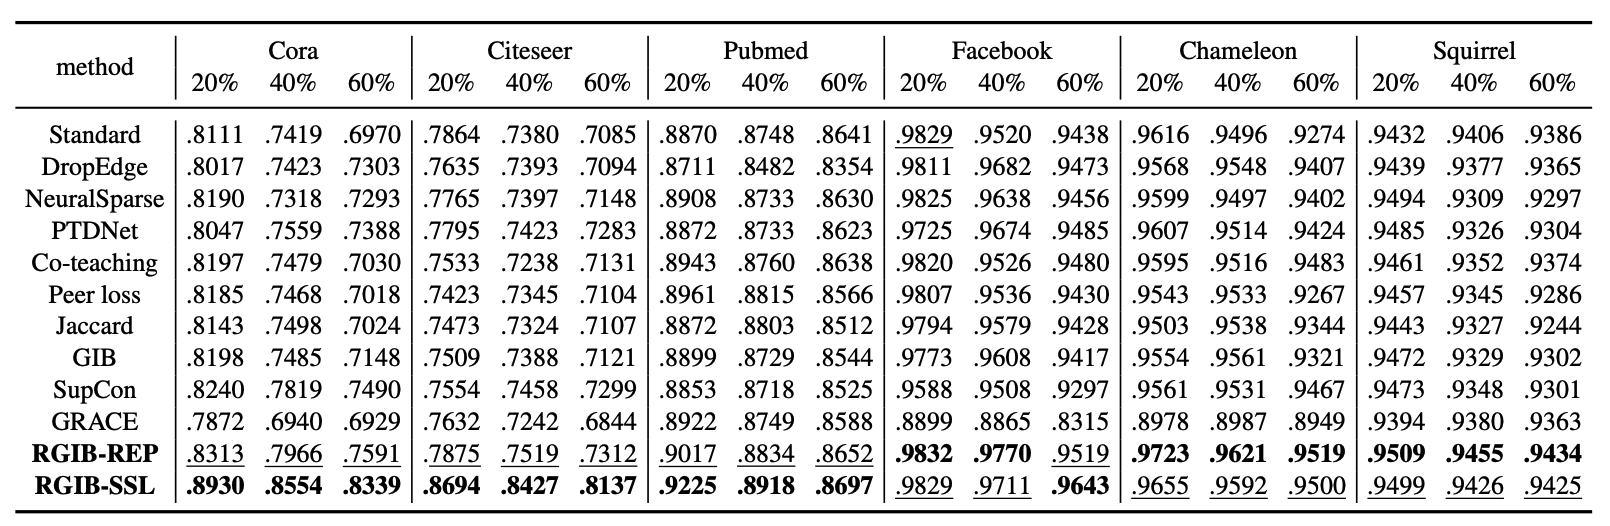 method Cora Citeseer Pubmed Facebook Chameleon Squirrel
20% 40% 60% 20% 40% 60% 20% 40% 60% 20% 40% 60% 20% 40% 60% 20% 40% 60%
Standard .8111 .7419 .6970 .7864 .7380 .7085 .8870 .8748 .8641 .9829 .9520 .9438 .9616 .9496 .9274 .9432 .9406 .9386
DropEdge .8017 .7423 .7303 .7635 .7393 .7094 .8711 .8482 .8354 .9811 .9682 .9473 .9568 .9548 .9407 .9439 .9377 .9365
NeuralSparse .8190 .7318 .7293 .7765 .7397 .7148 .8908 .8733 .8630 .9825 .9638 .9456 .9599 .9497 .9402 .9494 .9309 .9297
PTDNet .8047 .7559 .7388 .7795 .7423 .7283 .8872 .8733 .8623 .9725 .9674 .9485 .9607 .9514 .9424 .9485 .9326 .9304
Co-teaching .8197 .7479 .7030 .7533 .7238 .7131 .8943 .8760 .8638 .9820 .9526 .9480 .9595 .9516 .9483 .9461 .9352 .9374
Peer loss .8185 .7468 .7018 .7423 .7345 .7104 .8961 .8815 .8566 .9807 .9536 .9430 .9543 .9533 .9267 .9457 .9345 .9286
Jaccard .8143 .7498 .7024 .7473 .7324 .7107 .8872 .8803 .8512 .9794 .9579 .9428 .9503 .9538 .9344 .9443 .9327 .9244
GIB .8198 .7485 .7148 .7509 .7388 .7121 .8899 .8729 .8544 .9773 .9608 .9417 .9554 .9561 .9321 .9472 .9329 .9302
SupCon .8240 .7819 .7490 .7554 .7458 .7299 .8853 .8718 .8525 .9588 .9508 .9297 .9561 .9531 .9467 .9473 .9348 .9301
GRACE .7872 .6940 .6929 .7632 .7242 .6844 .8922 .8749 .8588 .8899 .8865 .8315 .8978 .8987 .8949 .9394 .9380 .9363
RGIB-REP .8313 .7966 .7591 .7875 .7519 .7312 .9017 .8834 .8652 .9832 .9770 .9519 .9723 .9621 .9519 .9509 .9455 .9434
RGIB-SSL .8930 .8554 .8339 .8694 .8427 .8137 .9225 .8918 .8697 .9829 .9711 .9643 .9655 .9592 .9500 .9499 .9426 .9425